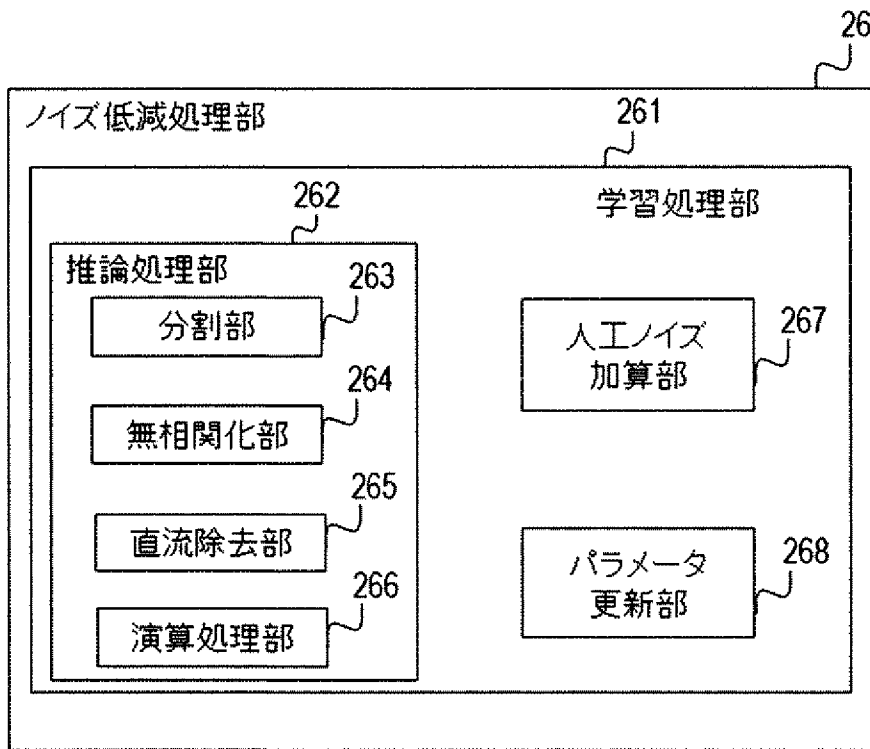 26
ノイズ低減処理部
261
学習処理部
262
推論処理部
263
分割部
264
無相関化部
265
直流除去部
266
演算処理部
267
人工ノイズ
加算部
268
パラメータ
更新部